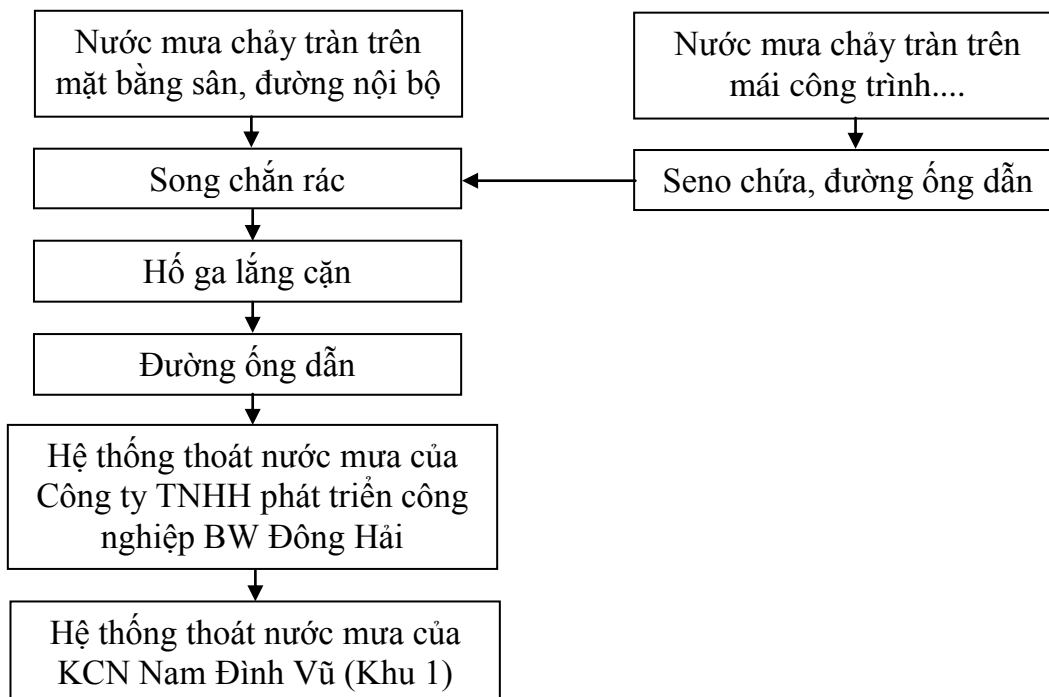 Nước mưa chảy tràn trên
mặt bằng sân, đường nội bộ
Nước mưa chảy tràn trên
mái công trình....
Song chắn rác
Seno chứa, đường ống dẫn
Hố ga lắng cặn
Đường ống dẫn
Hệ thống thoát nước mưa của
Công ty TNHH phát triển công
nghiệp BW Đông Hải
Hệ thống thoát nước mưa của
KCN Nam Đình Vũ (Khu 1)